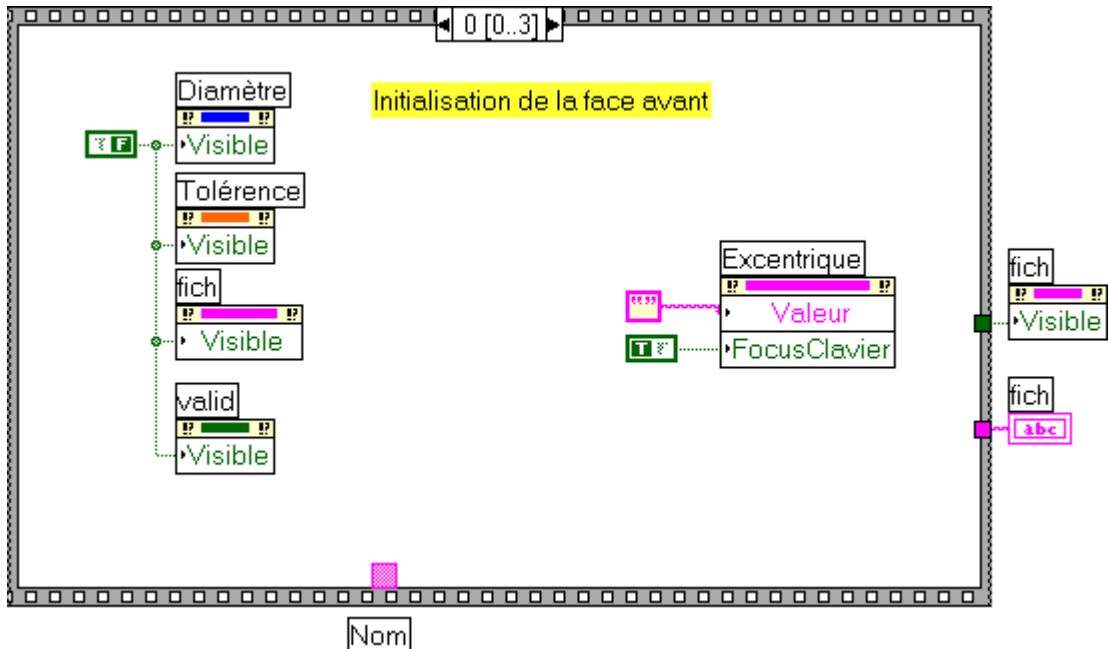 0 [0..3]
Initialisation de la face avant
Diamètre
!? !?
F
Visible
Tolérence
!? !?
Visible
fich
!? !?
Visible
valid
!? !?
Visible
Excentrique
!? !?
Valeur
T
FocusClavier
fich
!? !?
Visible
fich
abc
Nom